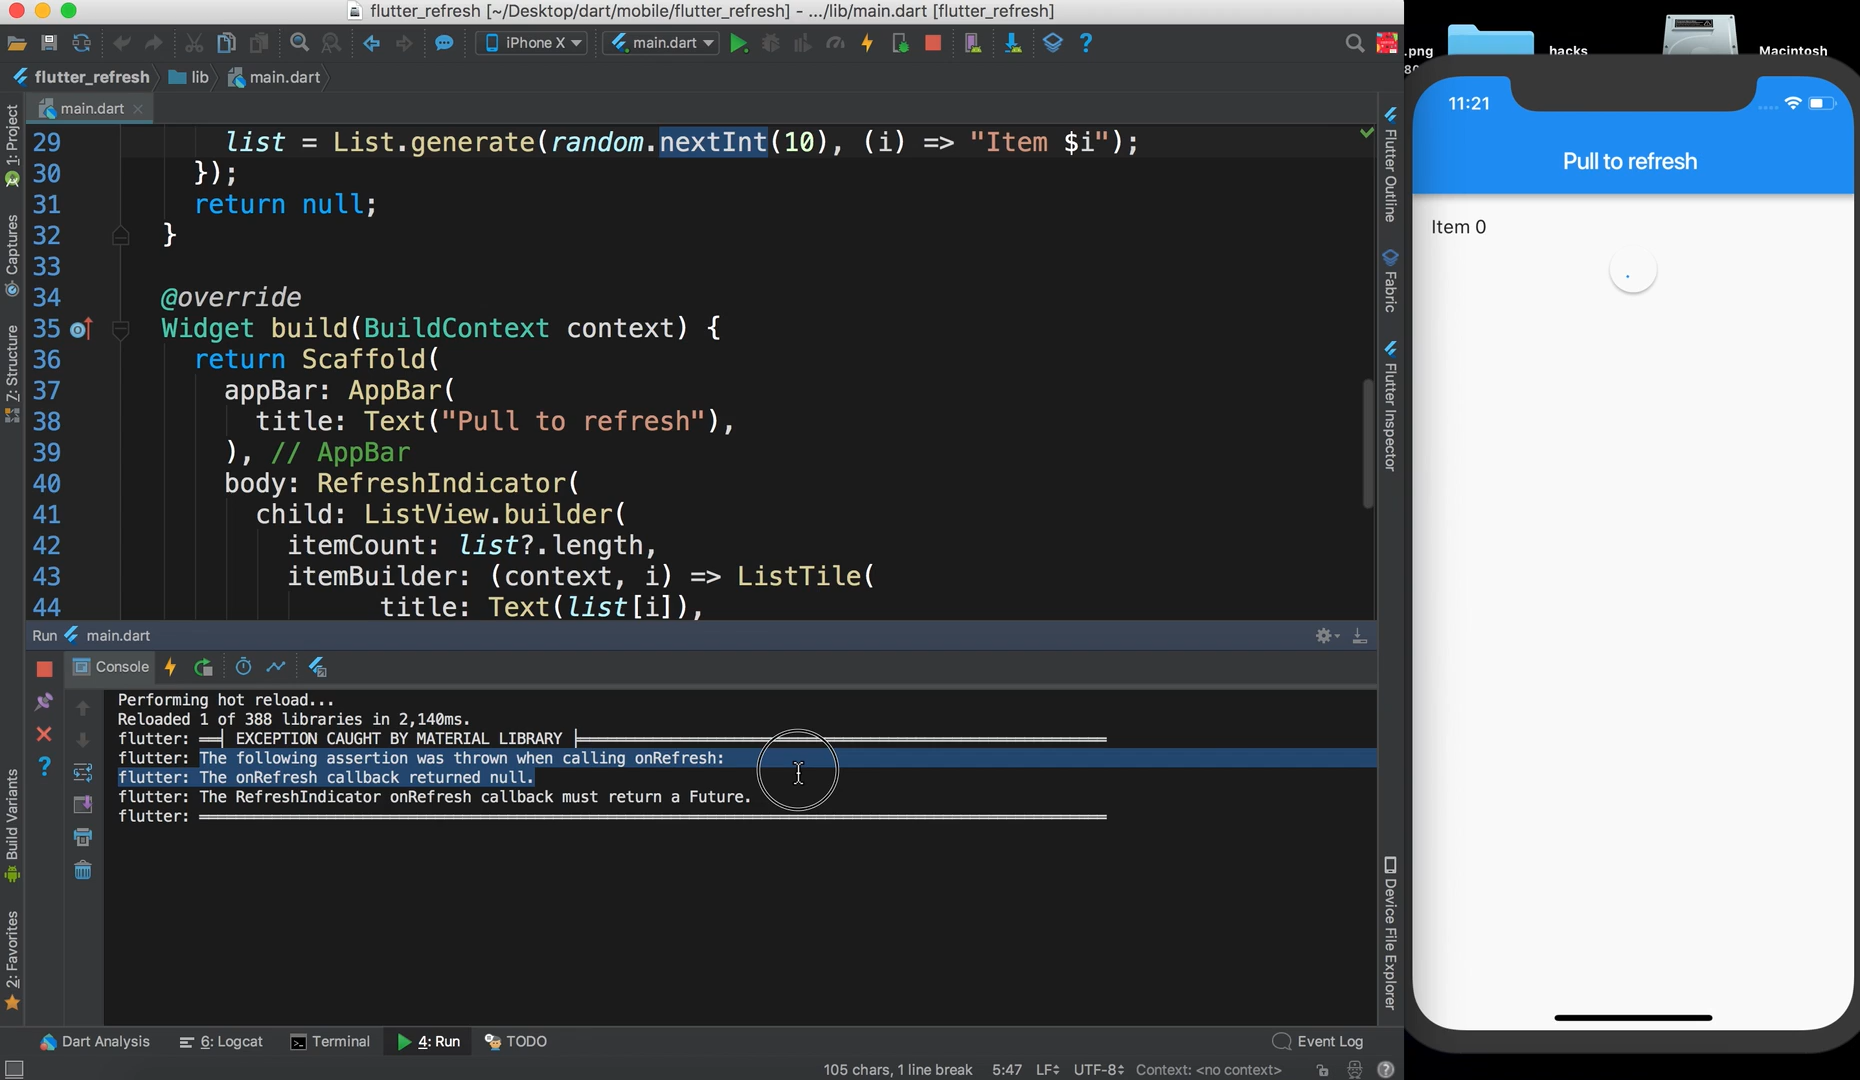 flutter_refresh [~/Desktop/dart/mobile/flutter_refresh] - .../lib/main.dart [flutter_refresh]
iPhone X
main.dart
flutter_refresh
lib
main.dart
main.dart
29 list = List.generate(random.nextInt(10), (i) => "Item $i");
30 });
31 return null;
32 }
33
34 @override
35 Widget build(BuildContext context) {
36 return Scaffold(
37 appBar: AppBar(
38 title: Text("Pull to refresh"),
39 ), // AppBar
40 body: RefreshIndicator(
41 child: ListView.builder(
42 itemCount: list?.length,
43 itemBuilder: (context, i) => ListTile(
44 title: Text(list[i]),
1: Project
Captures
7: Structure
Build Variants
2: Favorites
Run main.dart
Console
Performing hot reload...
Reloaded 1 of 388 libraries in 2,140ms.
flutter: ══╡ EXCEPTION CAUGHT BY MATERIAL LIBRARY ╞══════════════════════════════════════════════
flutter: The following assertion was thrown when calling onRefresh:
flutter: The onRefresh callback returned null.
flutter: The RefreshIndicator onRefresh callback must return a Future.
flutter: ══════════════════════════════════════════════════════════════════════════════════════
Flutter Outline
Fabric
Flutter Inspector
Device File Explorer
Dart Analysis
6: Logcat
Terminal
4: Run
TODO
Event Log
105 chars, 1 line break
5:47
LF
UTF-8
Context: <no context>
.png
hacks
Macintosh
11:21
Pull to refresh
Item 0